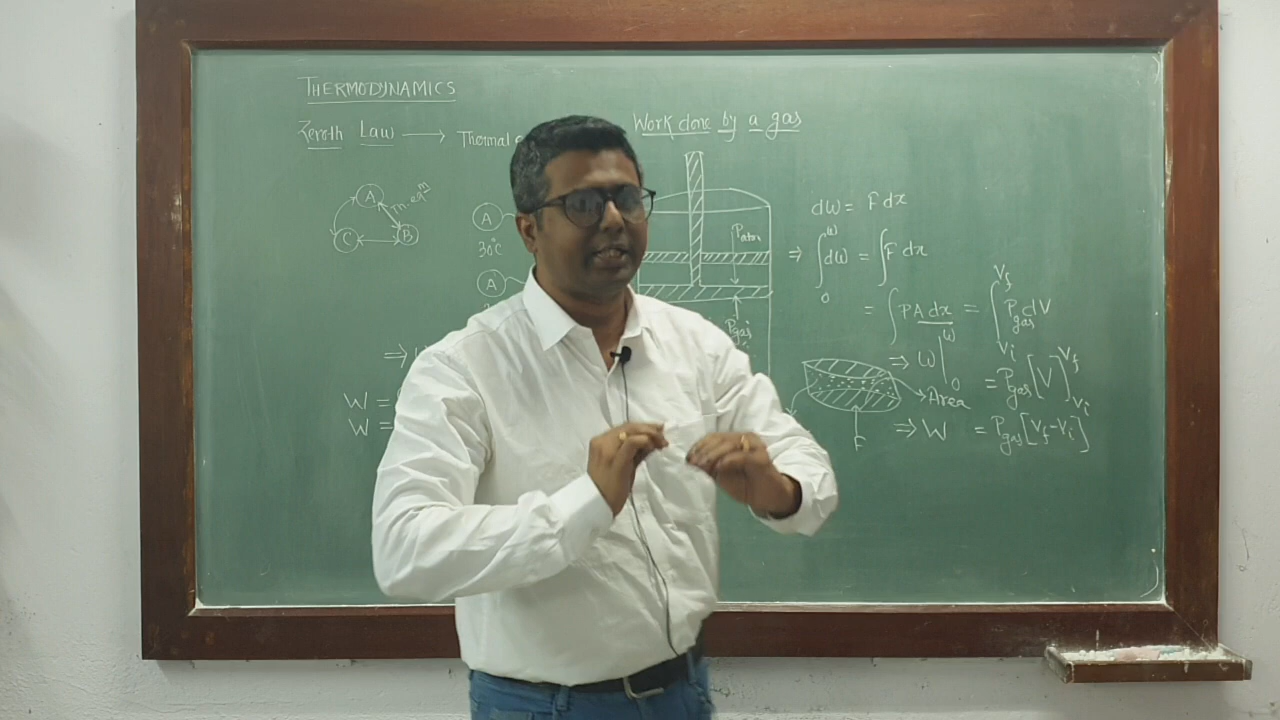 THERMODYNAMICS
Zeroth Law → Thermal
A
Th. eqm
C
B
A
30°C
A
⇒
W =
W =
Work done by a gas
Patm
Pgas
dW = F dx
⇒ ∫₀^W dW = ∫ F dx
= ∫ PA dx = ∫_{Vi}^{Vf} Pgas dV
⇒ W|₀^W = Pgas [V]_{Vi}^{Vf}
Area
F
⇒ W = Pgas [Vf - Vi]